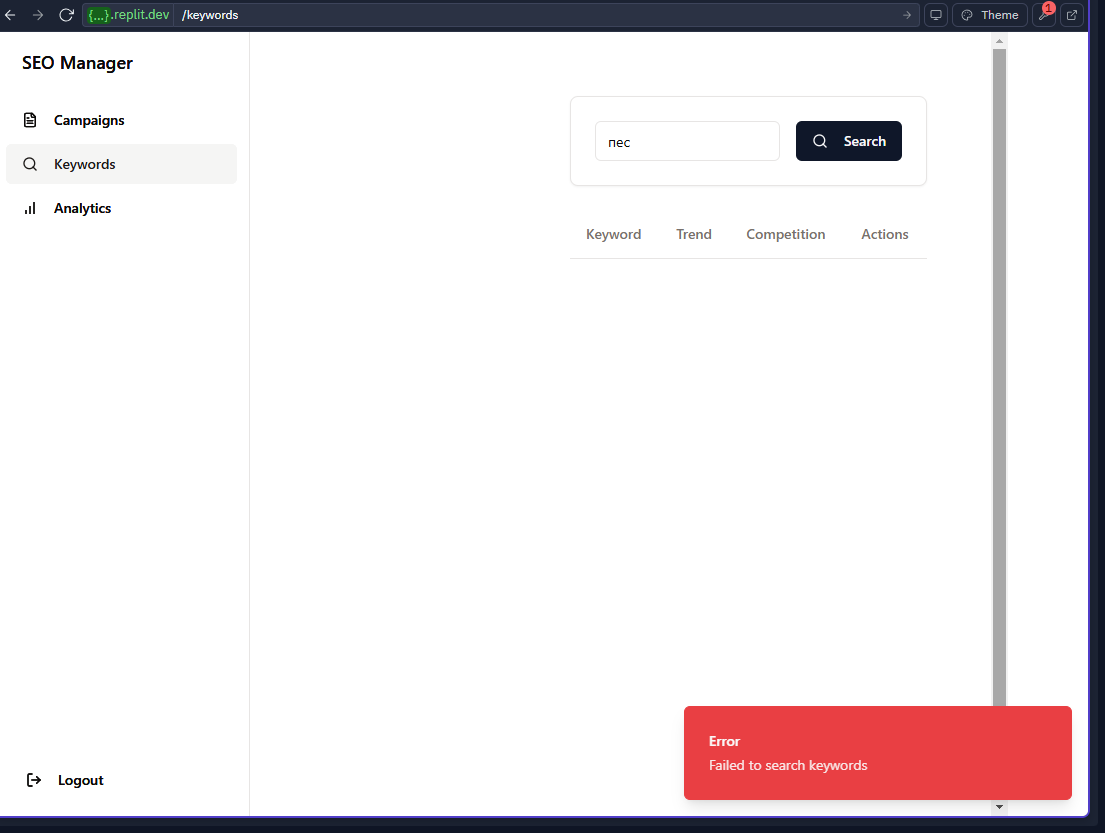 {...}.replit.dev /keywords
Theme
1
SEO Manager
Campaigns
Keywords
Analytics
пес
Search
Keyword Trend Competition Actions
Error
Failed to search keywords
Logout